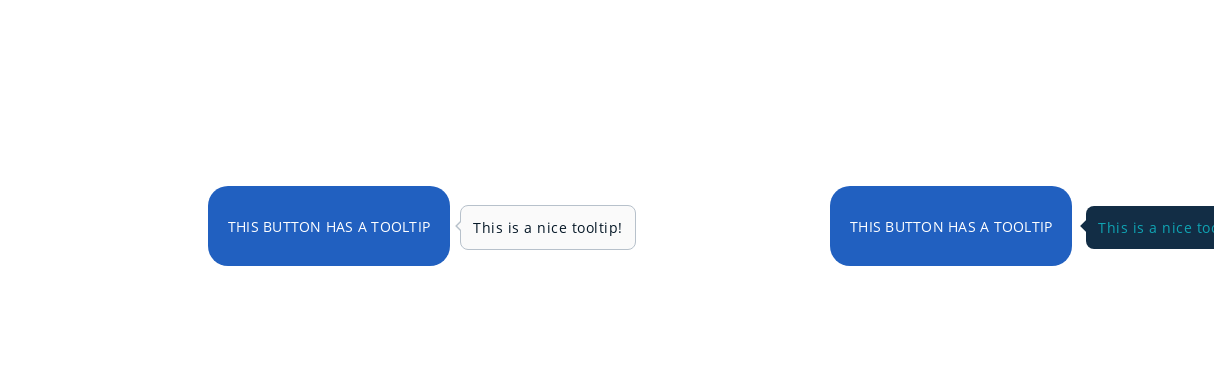 THIS BUTTON HAS A TOOLTIP
This is a nice tooltip!
THIS BUTTON HAS A TOOLTIP
This is a nice